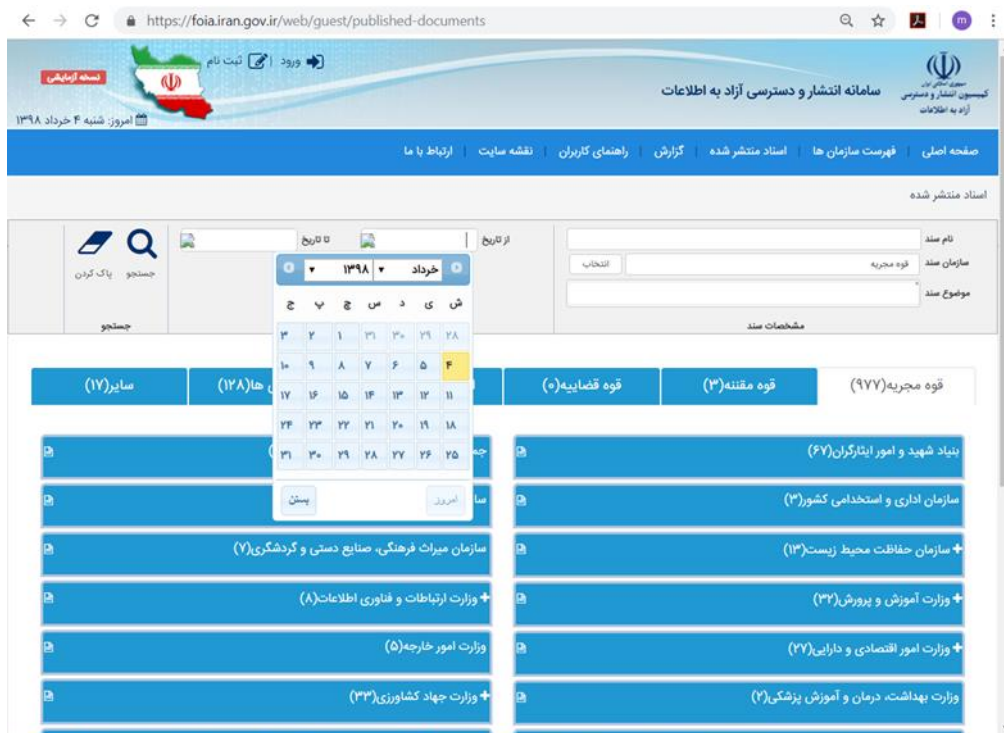 https://foia.iran.gov/web/guest/published-documents
m
ورود | ثبت نام
نسخه آزمایشی
جمهوری اسلامی ایران
کمیسیون انتشار و دسترسی
آزاد به اطلاعات
سامانه انتشار و دسترسی آزاد به اطلاعات
امروز: شنبه ۴ خرداد ۱۳۹۸
صفحه اصلی | فهرست سازمان ها | اسناد منتشر شده | گزارش | راهنمای کاربران | نقشه سایت | ارتباط با ما
اسناد منتشر شده
نام سند
از تاریخ
تا تاریخ
سازمان سند
قوه مجریه
انتخاب
موضوع سند
مشخصات سند
جستجو
پاک کردن
جستجو
خرداد ۱۳۹۸
ش ی د س چ پ ج
۲۸ ۲۹ ۳۰ ۳۱ ۱ ۲ ۳
۴ ۵ ۶ ۷ ۸ ۹ ۱۰
۱۱ ۱۲ ۱۳ ۱۴ ۱۵ ۱۶ ۱۷
۱۸ ۱۹ ۲۰ ۲۱ ۲۲ ۲۳ ۲۴
۲۵ ۲۶ ۲۷ ۲۸ ۲۹ ۳۰ ۳۱
امروز
بستن
قوه مجریه(۹۷۷)
قوه مقننه(۳)
قوه قضاییه(۰)
ها(۱۲۸)
سایر(۱۷)
بنیاد شهید و امور ایثارگران(۶۷)
جم
سازمان اداری و استخدامی کشور(۳)
سا
سازمان حفاظت محیط زیست(۱۳)
سازمان میراث فرهنگی، صنایع دستی و گردشگری(۷)
وزارت آموزش و پرورش(۳۲)
وزارت ارتباطات و فناوری اطلاعات(۸)
وزارت امور اقتصادی و دارایی(۲۷)
وزارت امور خارجه(۵)
وزارت بهداشت، درمان و آموزش پزشکی(۲)
وزارت جهاد کشاورزی(۳۳)